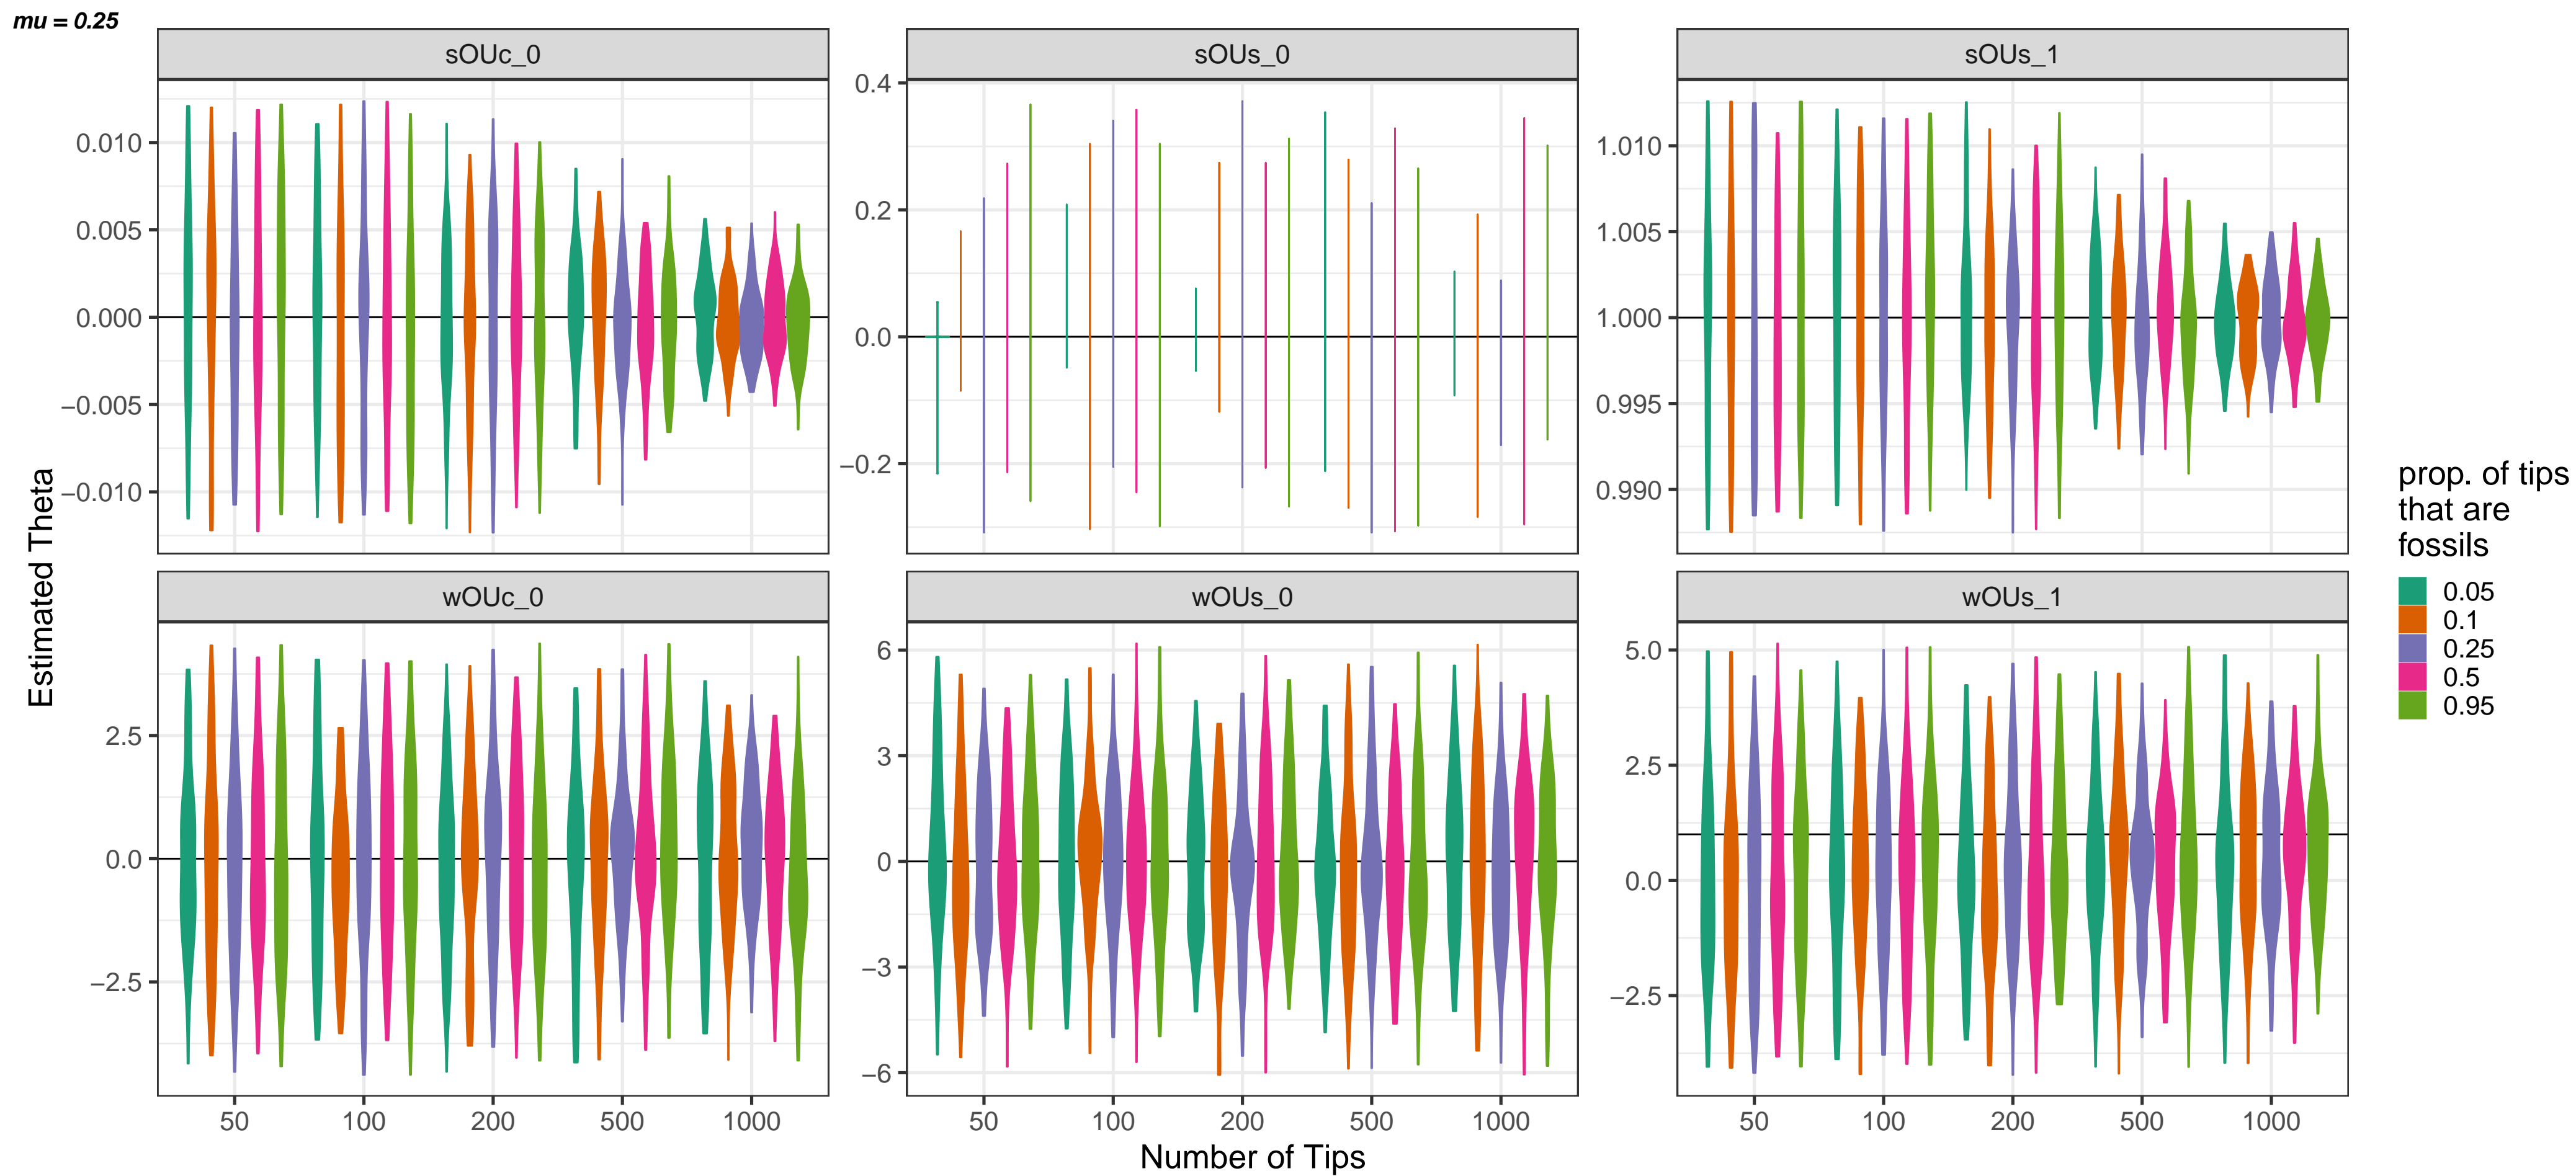 mu = 0.25
sOUc_0
sOUs_0
sOUs_1
0.010
0.005
0.000
−0.005
−0.010
0.4
0.2
0.0
−0.2
1.010
1.005
1.000
0.995
0.990
Estimated Theta
wOUc_0
wOUs_0
wOUs_1
2.5
0.0
−2.5
6
3
0
−3
−6
5.0
2.5
0.0
−2.5
50 100 200 500 1000
50 100 200 500 1000
50 100 200 500 1000
Number of Tips
prop. of tips
that are
fossils
0.05
0.1
0.25
0.5
0.95